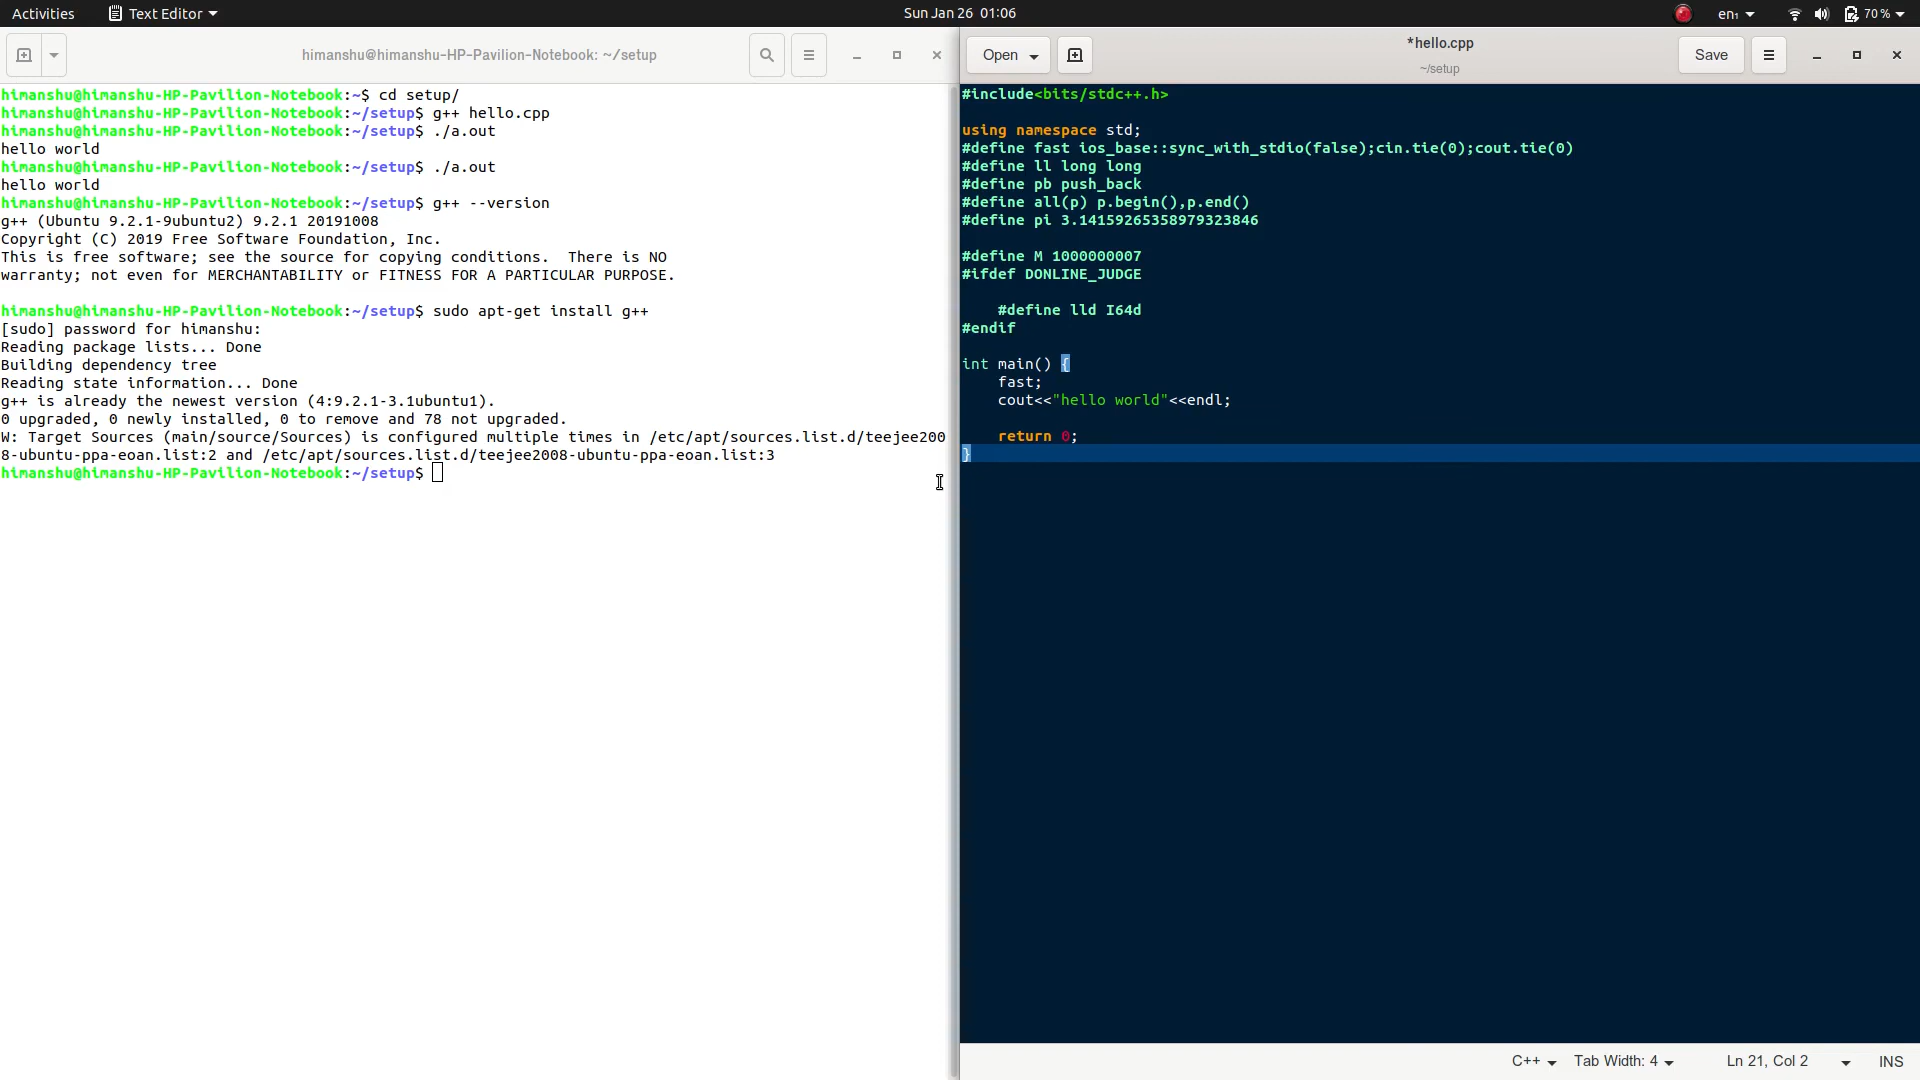 Activities Text Editor Sun Jan 26 01:06 en₁ 70 %
himanshu@himanshu-HP-Pavilion-Notebook: ~/setup
himanshu@himanshu-HP-Pavilion-Notebook:~$ cd setup/
himanshu@himanshu-HP-Pavilion-Notebook:~/setup$ g++ hello.cpp
himanshu@himanshu-HP-Pavilion-Notebook:~/setup$ ./a.out
hello world
himanshu@himanshu-HP-Pavilion-Notebook:~/setup$ ./a.out
hello world
himanshu@himanshu-HP-Pavilion-Notebook:~/setup$ g++ --version
g++ (Ubuntu 9.2.1-9ubuntu2) 9.2.1 20191008
Copyright (C) 2019 Free Software Foundation, Inc.
This is free software; see the source for copying conditions.  There is NO
warranty; not even for MERCHANTABILITY or FITNESS FOR A PARTICULAR PURPOSE.
himanshu@himanshu-HP-Pavilion-Notebook:~/setup$ sudo apt-get install g++
[sudo] password for himanshu:
Reading package lists... Done
Building dependency tree
Reading state information... Done
g++ is already the newest version (4:9.2.1-3.1ubuntu1).
0 upgraded, 0 newly installed, 0 to remove and 78 not upgraded.
W: Target Sources (main/source/Sources) is configured multiple times in /etc/apt/sources.list.d/teejee200
8-ubuntu-ppa-eoan.list:2 and /etc/apt/sources.list.d/teejee2008-ubuntu-ppa-eoan.list:3
himanshu@himanshu-HP-Pavilion-Notebook:~/setup$
Open *hello.cpp Save
~/setup
#include<bits/stdc++.h>
using namespace std;
#define fast ios_base::sync_with_stdio(false);cin.tie(0);cout.tie(0)
#define ll long long
#define pb push_back
#define all(p) p.begin(),p.end()
#define pi 3.14159265358979323846
#define M 1000000007
#ifdef DONLINE_JUDGE
#define lld I64d
#endif
int main() {
fast;
cout<<"hello world"<<endl;
return 0;
}
C++ Tab Width: 4 Ln 21, Col 2 INS